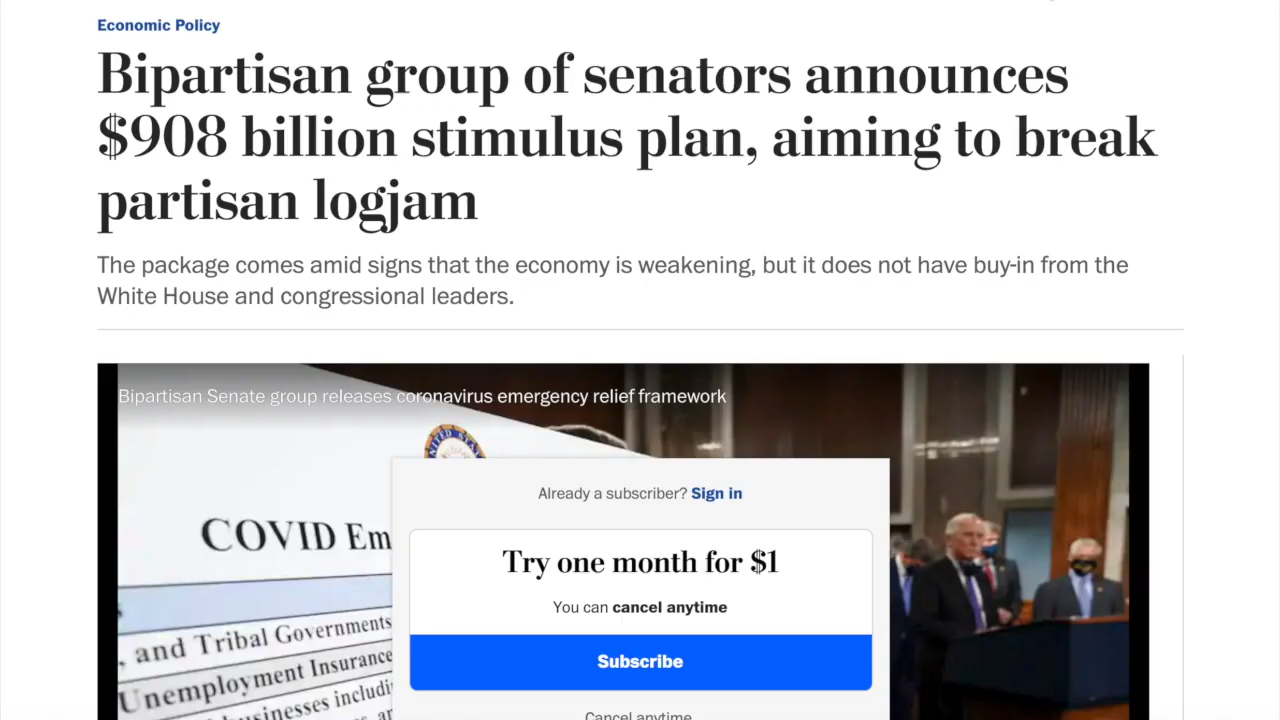 Economic Policy
Bipartisan group of senators announces
$908 billion stimulus plan, aiming to break
partisan logjam
The package comes amid signs that the economy is weakening, but it does not have buy-in from the
White House and congressional leaders.
Bipartisan Senate group releases coronavirus emergency relief framework
Already a subscriber? Sign in
COVID Em
Try one month for $1
You can cancel anytime
, and Tribal Governments
Unemployment Insurance
Subscribe
Cancel anytime